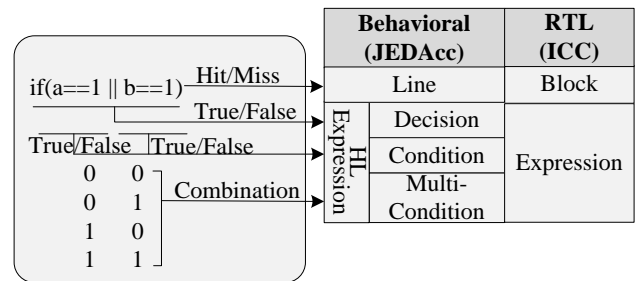 if(a==1 || b==1)
Hit/Miss
True/False
True/False True/False
0 0
0 1
1 0
1 1
Combination
Behavioral
(JEDAcc)
RTL
(ICC)
Line
Block
HL
Expression
Decision
Condition
Multi-
Condition
Expression